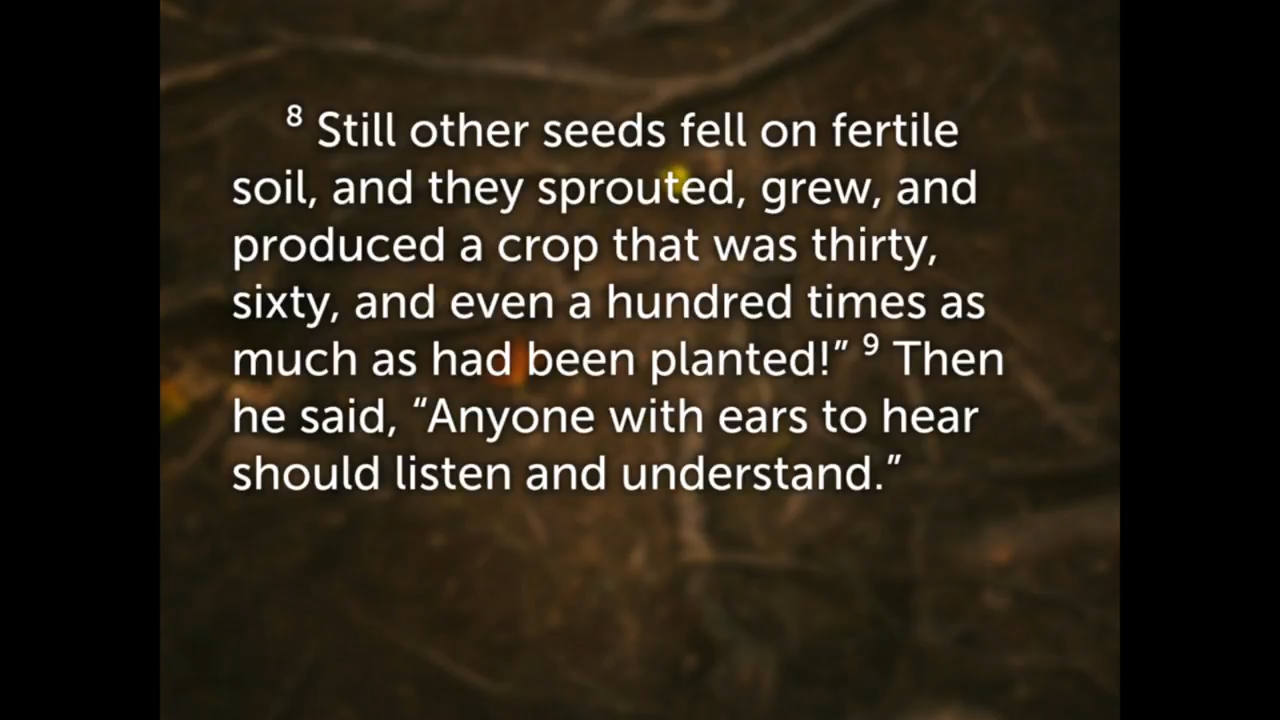 ⁸ Still other seeds fell on fertile
soil, and they sprouted, grew, and
produced a crop that was thirty,
sixty, and even a hundred times as
much as had been planted!” ⁹ Then
he said, “Anyone with ears to hear
should listen and understand.”